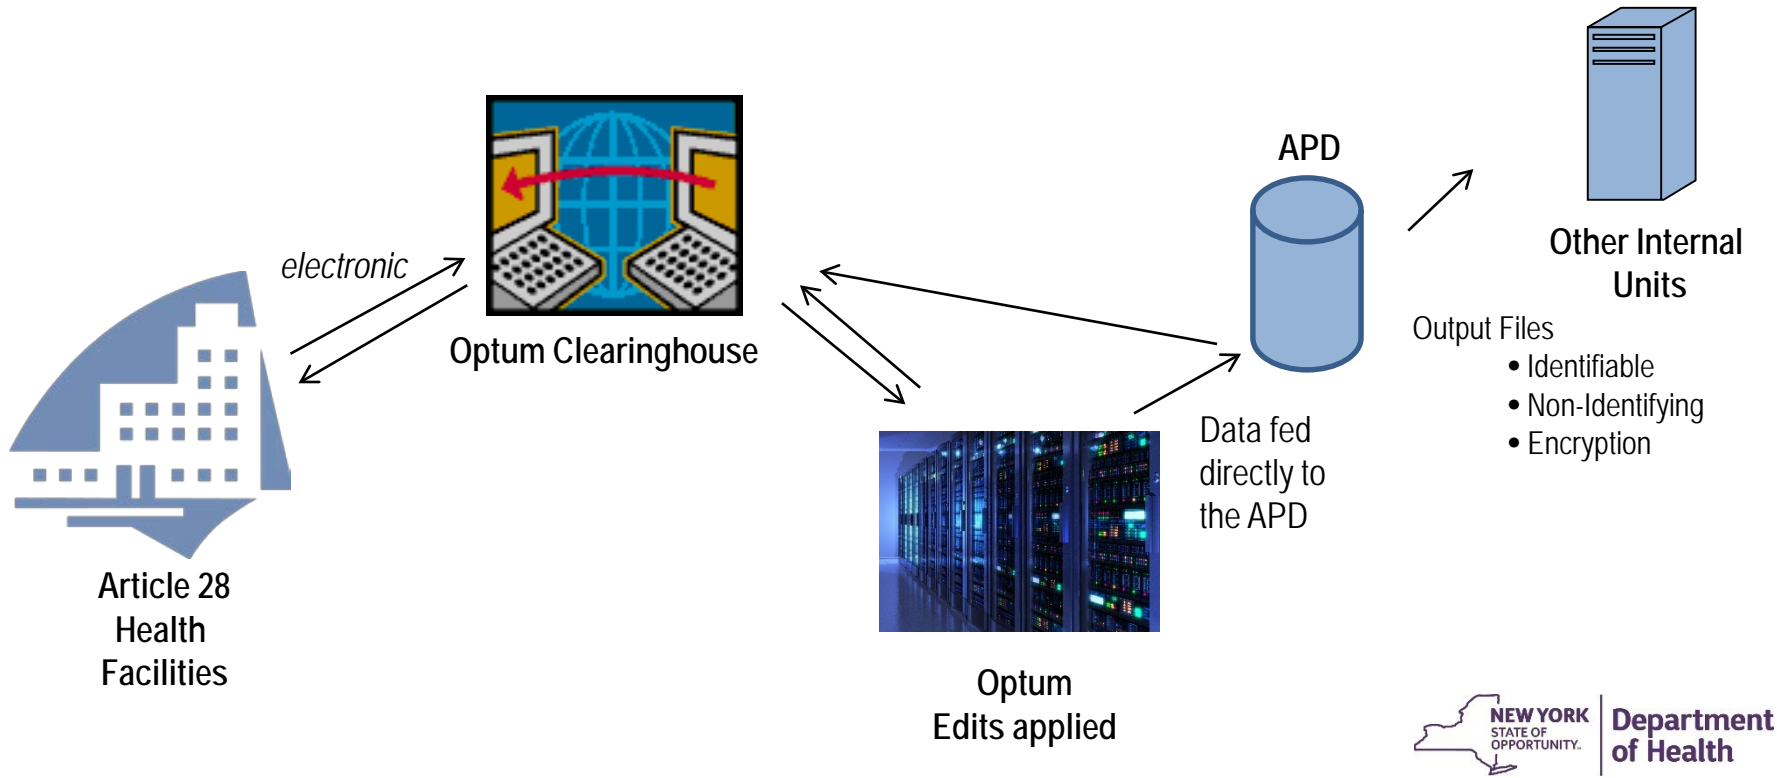 electronic
Optum Clearinghouse
Article 28
Health
Facilities
Optum
Edits applied
APD
Data fed
directly to
the APD
Other Internal
Units
Output Files
• Identifiable
• Non-Identifying
• Encryption
NEW YORK
STATE OF
OPPORTUNITY.
Department
of Health